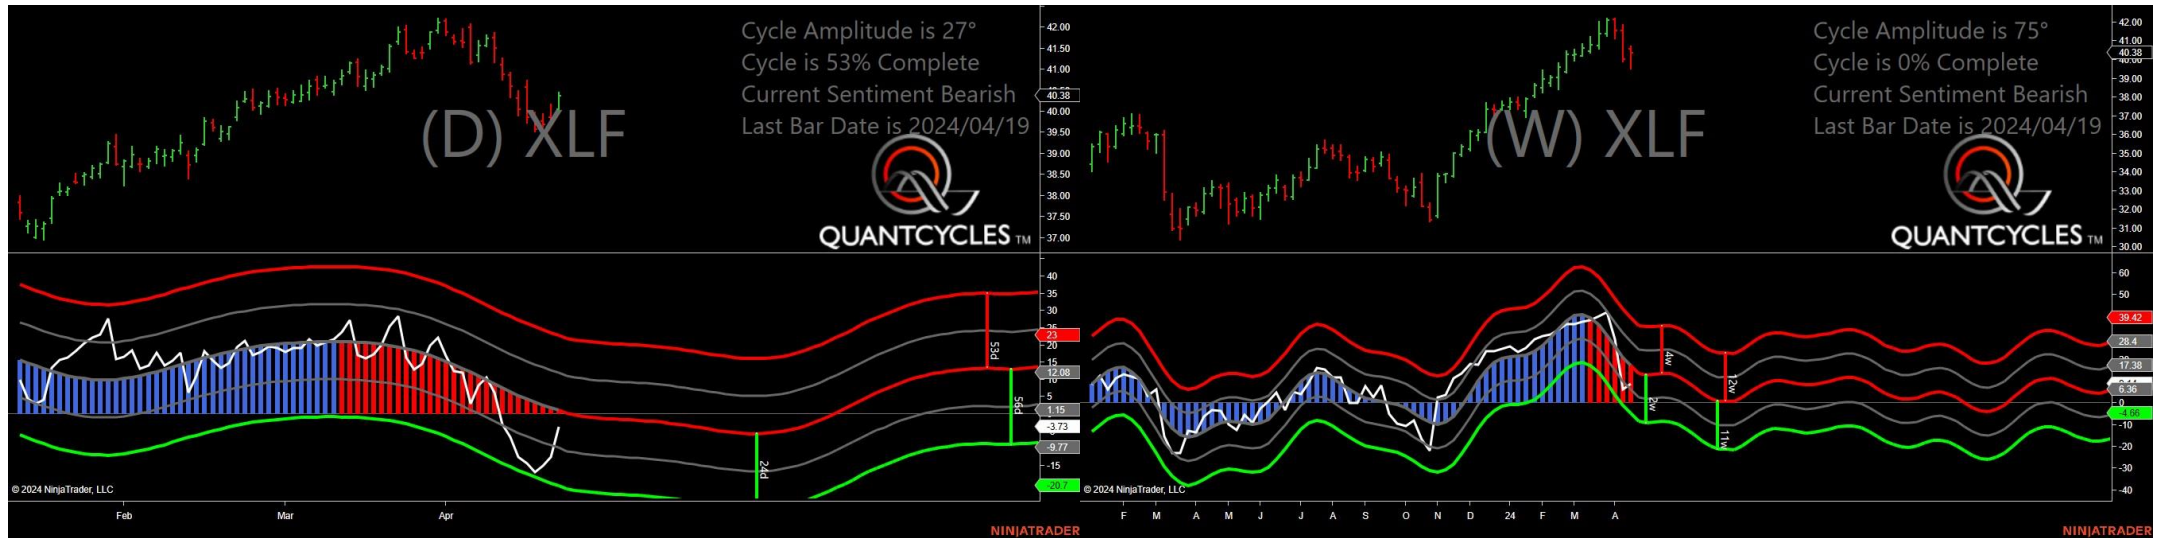 Cycle Amplitude is 27°
Cycle is 53% Complete
Current Sentiment Bearish
Last Bar Date is 2024/04/19
(D) XLF
QUANTCYCLES TM
42.00
41.50
41.00
40.38
40.00
39.50
39.00
38.50
38.00
37.50
37.00
40
35
30
23
20
15
12.08
10
5
1.15
-3.73
-9.77
-15
-20.7
53d
56d
24d
© 2024 NinjaTrader, LLC
Feb Mar Apr
NINJATRADER
Cycle Amplitude is 75°
Cycle is 0% Complete
Current Sentiment Bearish
Last Bar Date is 2024/04/19
(W) XLF
QUANTCYCLES TM
42.00
41.00
40.38
40.00
39.00
38.00
37.00
36.00
35.00
34.00
33.00
32.00
31.00
30.00
60
50
39.42
28.4
17.38
6.36
0
-4.66
-10
-20
-30
-40
4w
2w
12w
11w
© 2024 NinjaTrader, LLC
F M A M J J A S O N D 24 F M A
NINJATRADER